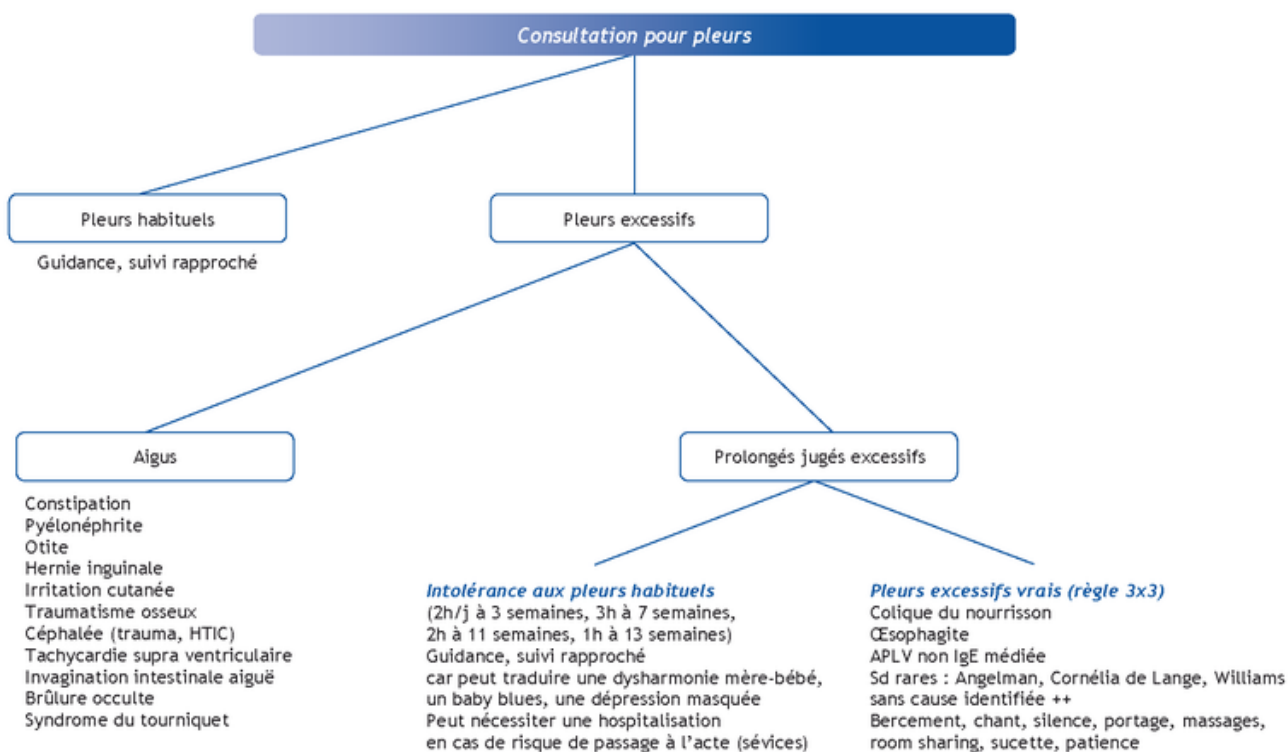 Consultation pour pleurs
Pleurs habituels
Pleurs excessifs
Guidance, suivi rapproché
Aigus
Prolongés jugés excessifs
Constipation
Pyélonéphrite
Otite
Hernie inguinale
Irritation cutanée
Traumatisme osseux
Céphalée (trauma, HTIC)
Tachycardie supra ventriculaire
Invagination intestinale aiguë
Brûlure occulte
Syndrome du tourniquet
Intolérance aux pleurs habituels
(2h/j à 3 semaines, 3h à 7 semaines,
2h à 11 semaines, 1h à 13 semaines)
Guidance, suivi rapproché
car peut traduire une dysharmonie mère-bébé,
un baby blues, une dépression masquée
Peut nécessiter une hospitalisation
en cas de risque de passage à l'acte (sévices)
Pleurs excessifs vrais (règle 3x3)
Colique du nourrisson
Œsophagite
APLV non IgE médiée
Sd rares : Angelman, Cornélia de Lange, Williams
sans cause identifiée ++
Bercement, chant, silence, portage, massages,
room sharing, sucette, patience